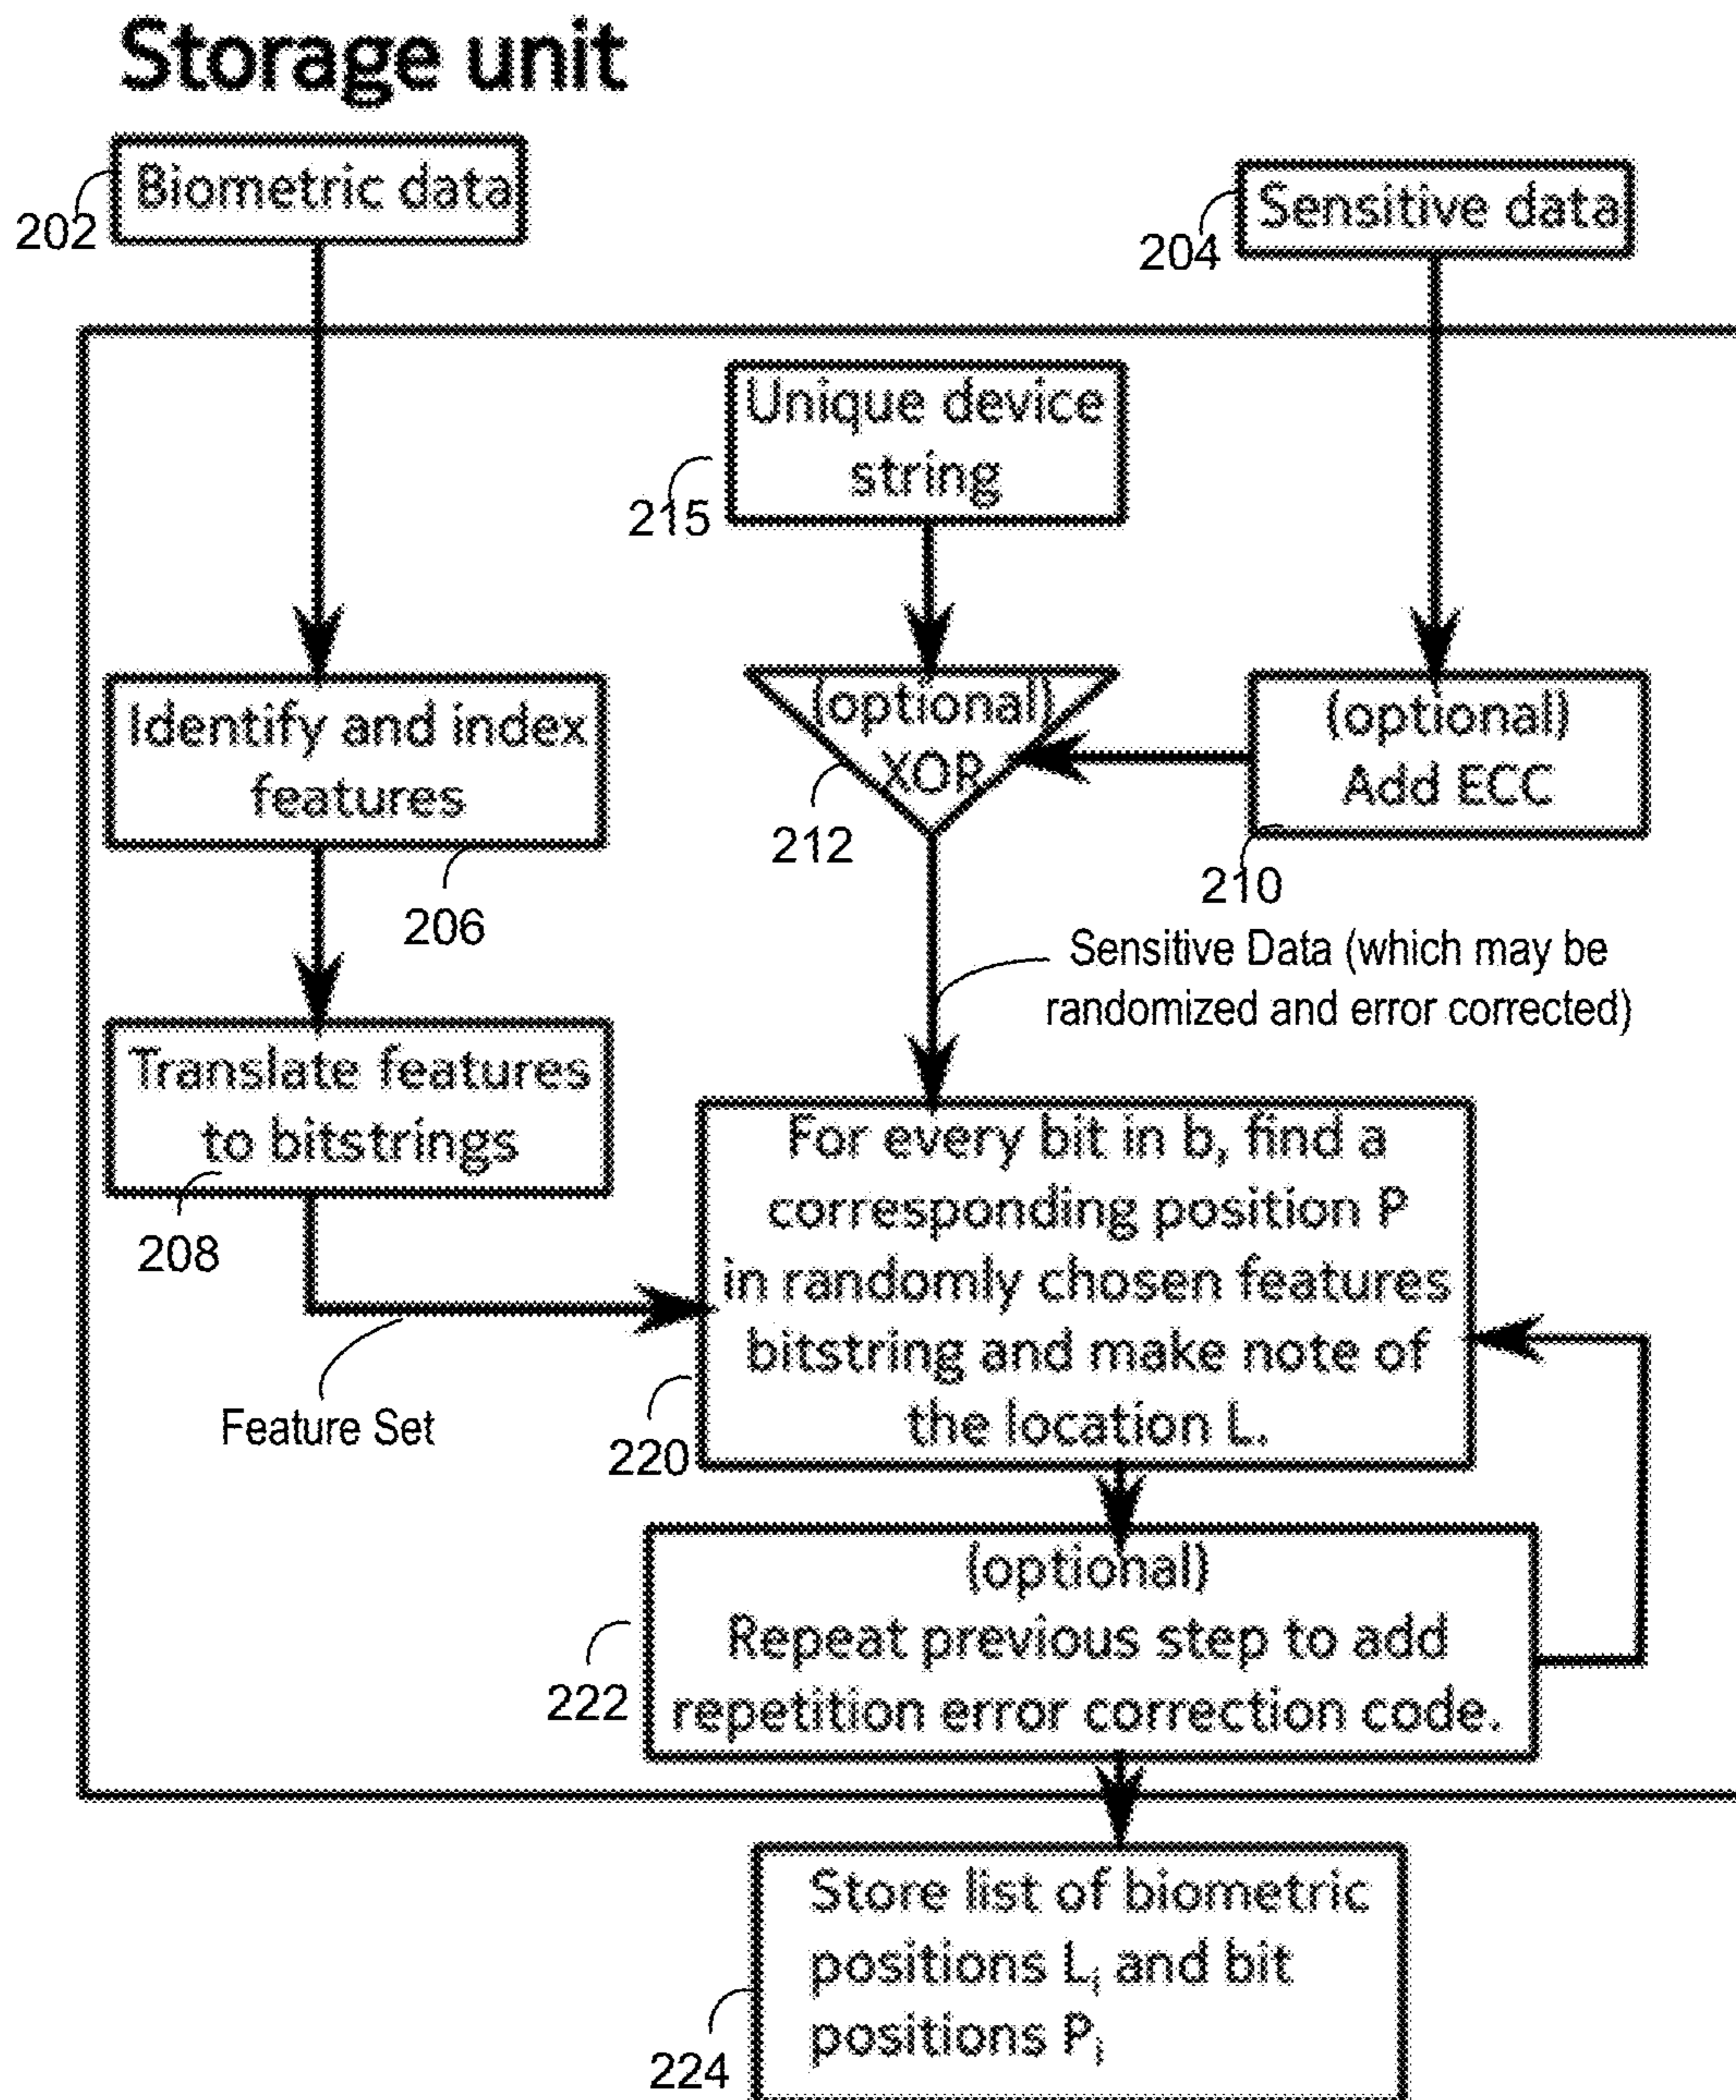 Storage unit
Biometric data
202
Sensitive data
204
Unique device
string
215
Identify and index
features
206
(optional)
XOR
212
(optional)
Add ECC
210
Sensitive Data (which may be
randomized and error corrected)
Translate features
to bitstrings
208
Feature Set
For every bit in b, find a
corresponding position P
in randomly chosen features
bitstring and make note of
the location L.
220
(optional)
Repeat previous step to add
repetition error correction code.
222
Store list of biometric
positions Li and bit
positions Pi
224